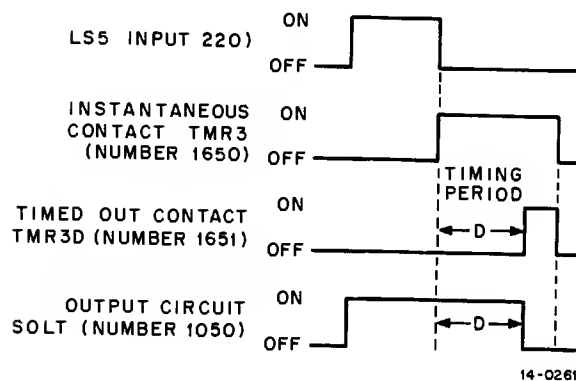 ON
LS5 INPUT 220)
OFF
INSTANTANEOUS ON
CONTACT TMR3
(NUMBER 1650) OFF
TIMING
PERIOD
ON
TIMED OUT CONTACT
TMR3D (NUMBER 1651)
D
OFF
OUTPUT CIRCUIT ON
SOLT (NUMBER 1050)
D
OFF
14-0261